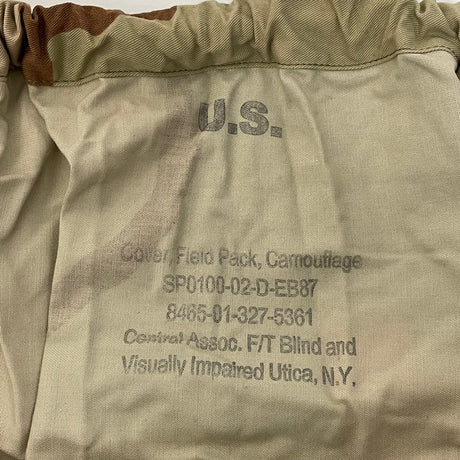 U.S.
Cover, Field Pack, Camouflage
SP0100-02-D-EB87
8465-01-327-5361
Central Assoc. F/T Blind and
Visually Impaired Utica, N.Y.